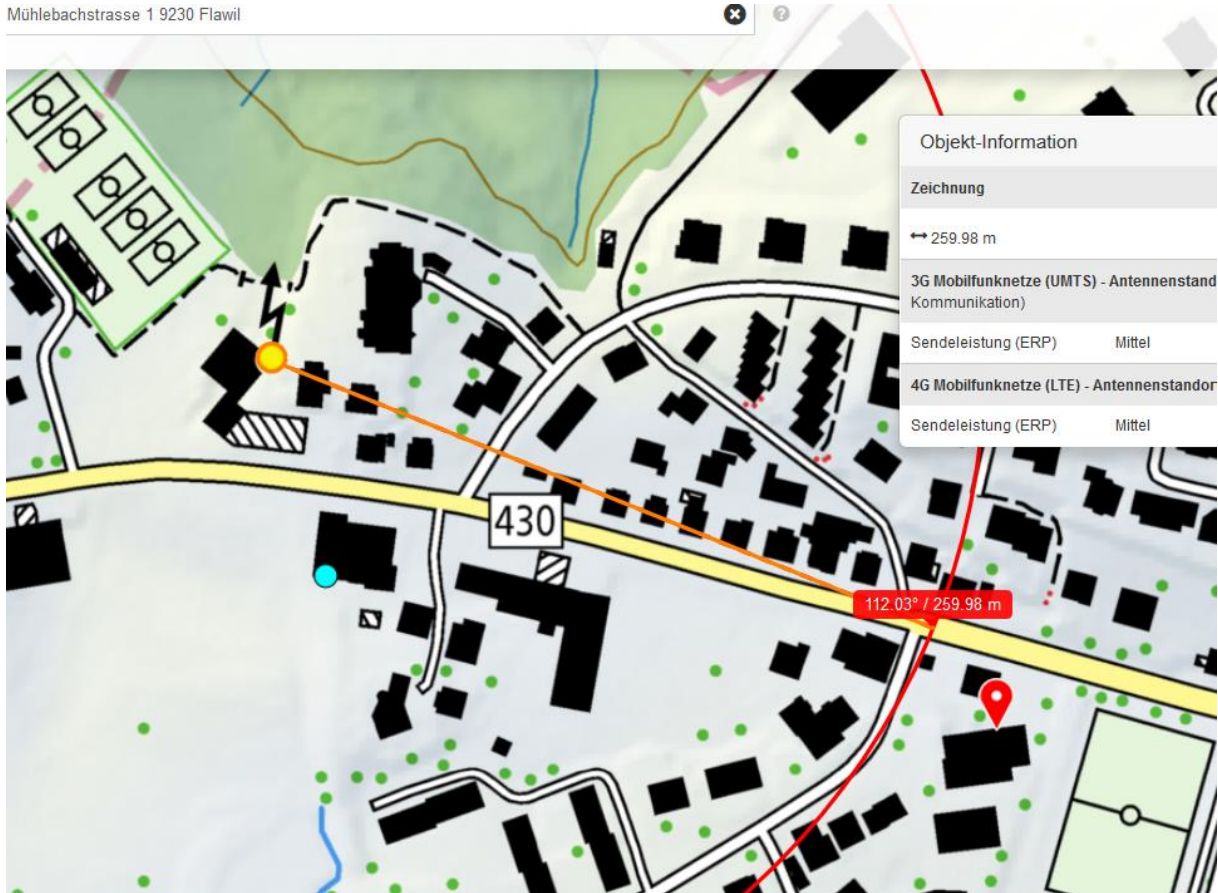 Mühlebachstrasse 1 9230 Flawil
Objekt-Information
Zeichnung
↔ 259.98 m
3G Mobilfunknetze (UMTS) - Antennenstand
Kommunikation)
Sendeleistung (ERP) Mittel
4G Mobilfunknetze (LTE) - Antennenstandor
Sendeleistung (ERP) Mittel
430
112.03° / 259.98 m